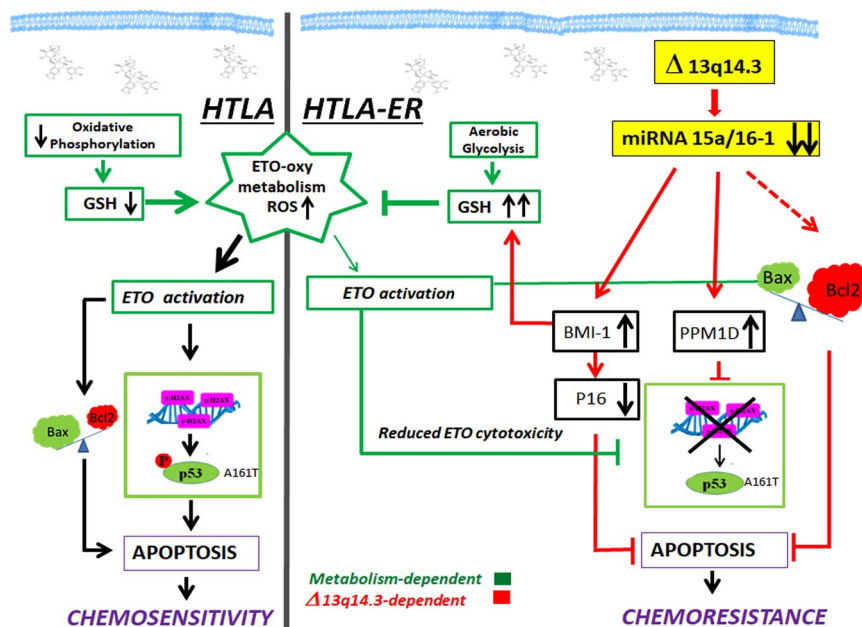 HTLA
HTLA-ER
↓ Oxidative
Phosphorylation
GSH ↓
ETO-oxy
metabolism
ROS ↑
ETO activation
Bax
Bcl2
γ-H2AX
γ-H2AX
γ-H2AX
P
p53
A161T
APOPTOSIS
CHEMOSENSITIVITY
Aerobic
Glycolysis
GSH ↑↑
ETO activation
Δ 13q14.3
miRNA 15a/16-1 ↓↓
Bax
Bcl2
BMI-1 ↑
PPM1D ↑
P16 ↓
Reduced ETO cytotoxicity
γ-H2AX
γ-H2AX
p53
A161T
APOPTOSIS
CHEMORESISTANCE
Metabolism-dependent
Δ13q14.3-dependent